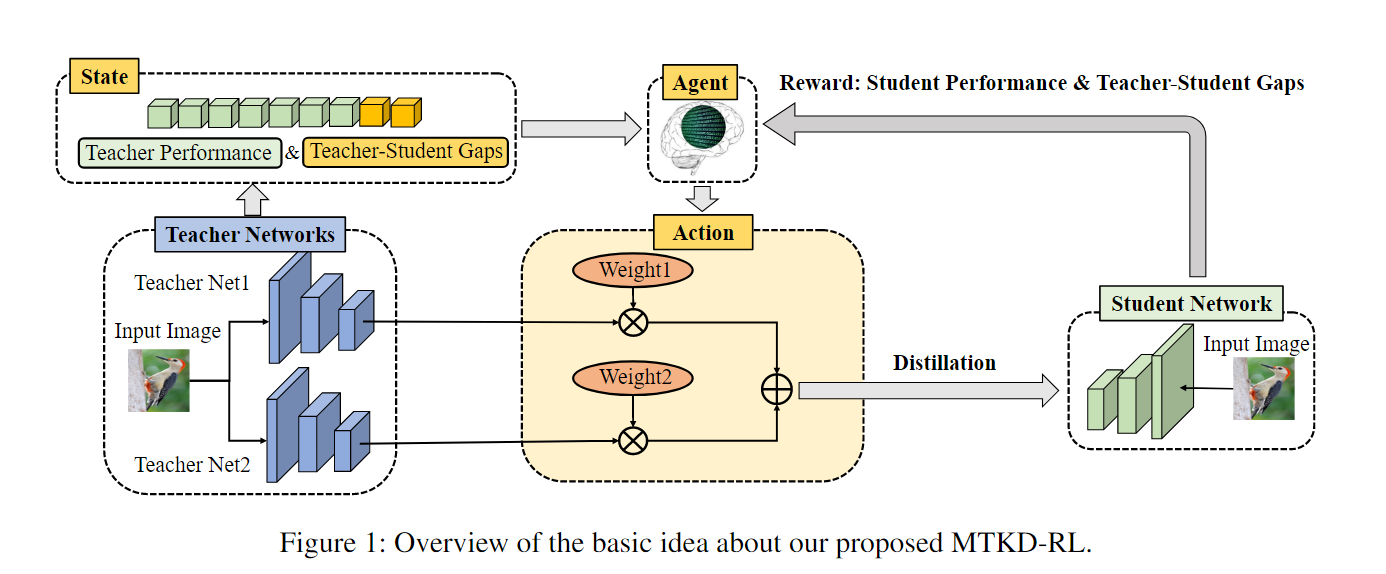 State
Teacher Performance & Teacher-Student Gaps
Agent
Reward: Student Performance & Teacher-Student Gaps
Teacher Networks
Teacher Net1
Input Image
Teacher Net2
Action
Weight1
Weight2
Distillation
Student Network
Input Image
Figure 1: Overview of the basic idea about our proposed MTKD-RL.